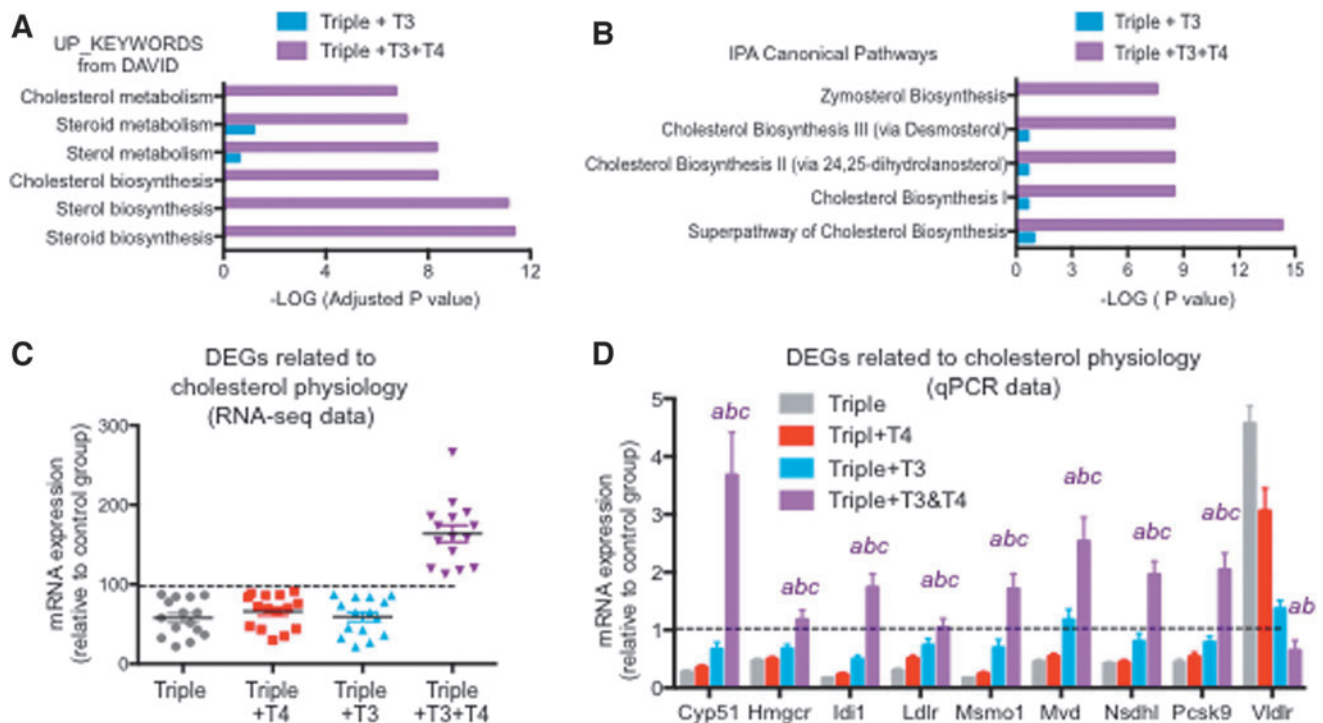 A
UP_KEYWORDS
from DAVID
Triple + T3
Triple +T3+T4
Cholesterol metabolism
Steroid metabolism
Sterol metabolism
Cholesterol biosynthesis
Sterol biosynthesis
Steroid biosynthesis
0 4 8 12
-LOG (Adjusted P value)
B
IPA Canonical Pathways
Triple + T3
Triple +T3+T4
Zymosterol Biosynthesis
Cholesterol Biosynthesis III (via Desmosterol)
Cholesterol Biosynthesis II (via 24,25-dihydrolanosterol)
Cholesterol Biosynthesis I
Superpathway of Cholesterol Biosynthesis
0 3 6 9 12 15
-LOG ( P value)
C
DEGs related to
cholesterol physiology
(RNA-seq data)
mRNA expression
(relative to control group)
300
200
100
0
Triple Triple Triple Triple
+T4 +T3 +T3+T4
D
DEGs related to cholesterol physiology
(qPCR data)
Triple
Tripl+T4
Triple+T3
Triple+T3&T4
mRNA expression
(relative to control group)
5
4
3
2
1
0
abc abc abc abc abc abc abc abc ab
Cyp51 Hmgcr Idi1 Ldlr Msmo1 Mvd Nsdhl Pcsk9 Vldlr